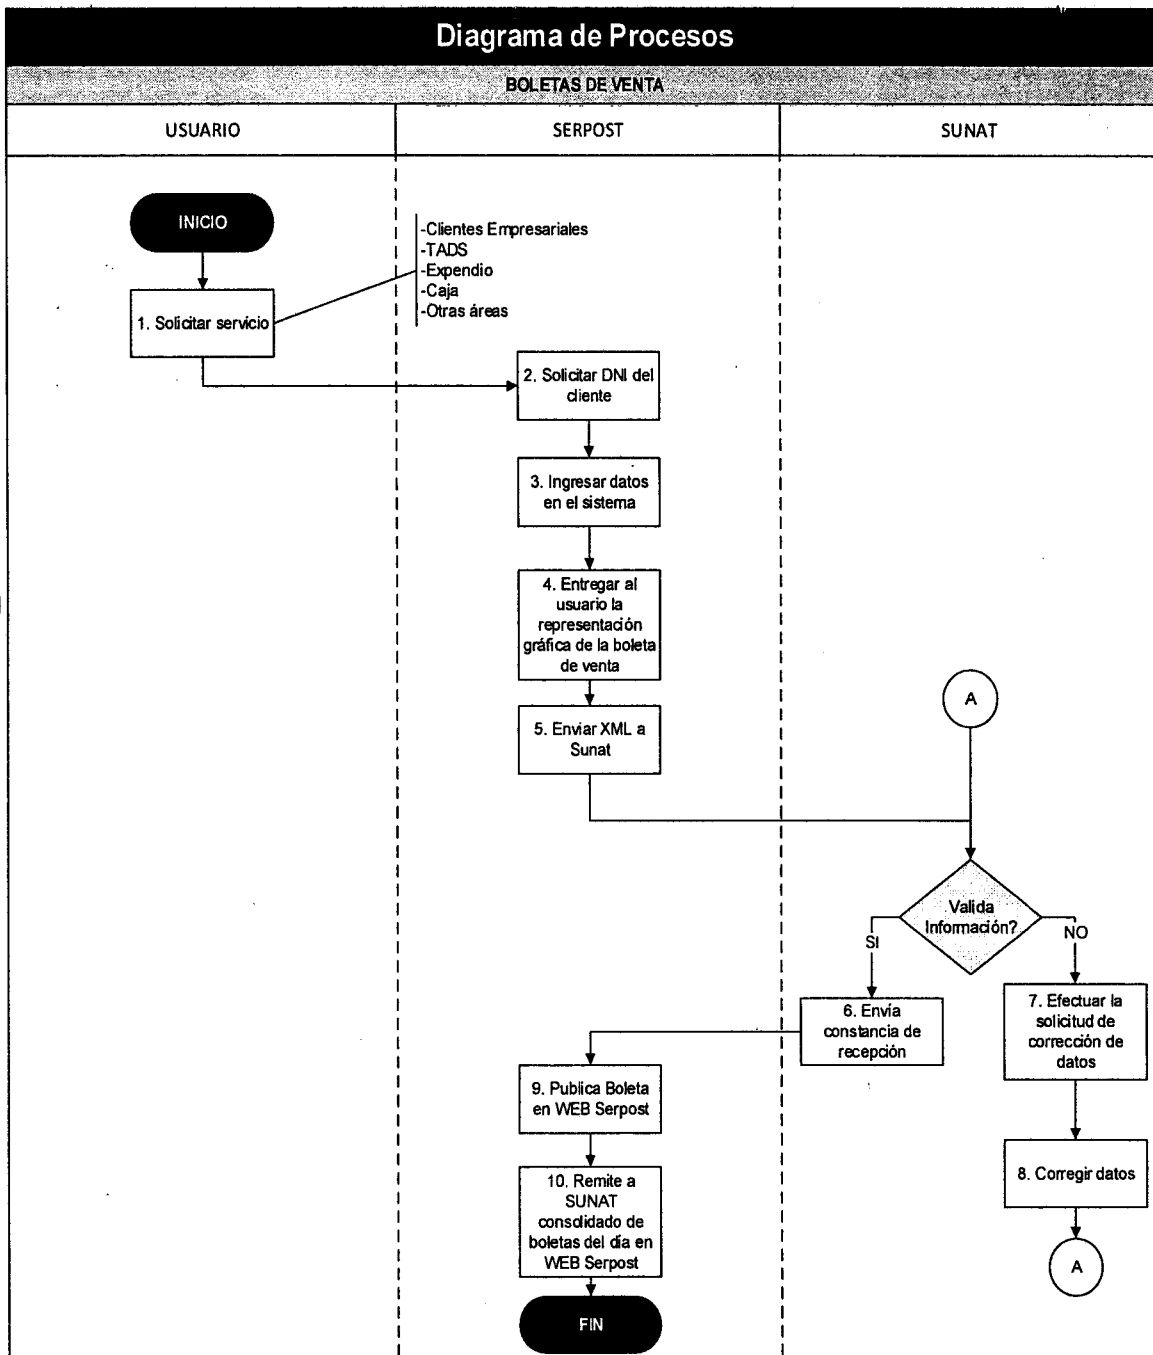 Diagrama de Procesos
BOLETAS DE VENTA
USUARIO
SERPOST
SUNAT
INICIO
-Clientes Empresariales
-TADS
-Expendio
-Caja
-Otras áreas
1. Solicitar servicio
2. Solicitar DNI del
cliente
3. Ingresar datos
en el sistema
4. Entregar al
usuario la
representación
gráfica de la boleta
de venta
5. Enviar XML a
Sunat
A
Valida
Información?
SI
NO
6. Envía
constancia de
recepción
7. Efectuar la
solicitud de
corrección de
datos
9. Publica Boleta
en WEB Serpost
8. Corregir datos
10. Remite a
SUNAT
consolidado de
boletas del día en
WEB Serpost
A
FIN